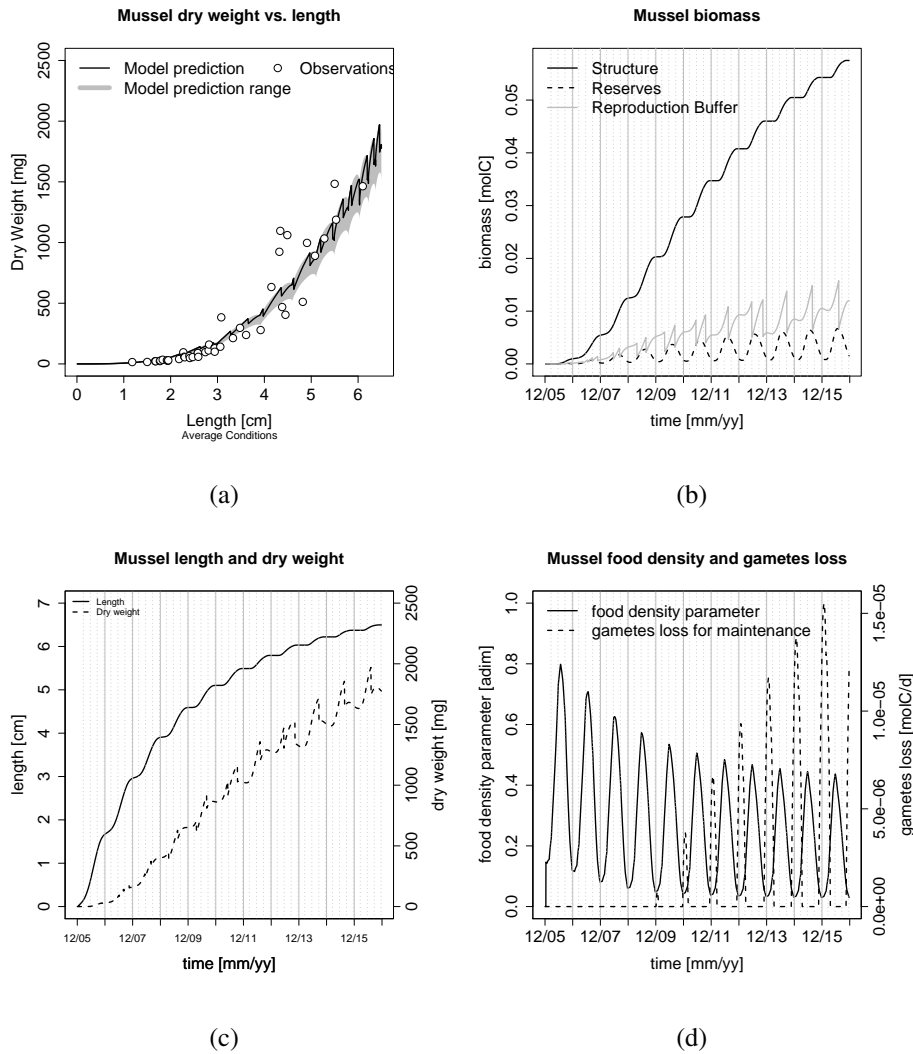 Mussel dry weight vs. length
Dry Weight [mg]
2500
2000
1500
1000
500
0
Model prediction
Observations
Model prediction range
0 1 2 3 4 5 6
Length [cm]
Average Conditions
(a)
Mussel biomass
biomass [molC]
0.05
0.04
0.03
0.02
0.01
0.00
Structure
Reserves
Reproduction Buffer
12/05 12/07 12/09 12/11 12/13 12/15
time [mm/yy]
(b)
Mussel length and dry weight
length [cm]
7
6
5
4
3
2
1
0
Length
Dry weight
2500
2000
1500
1000
500
0
dry weight [mg]
12/05 12/07 12/09 12/11 12/13 12/15
time [mm/yy]
(c)
Mussel food density and gametes loss
food density parameter [adim]
1.0
0.8
0.6
0.4
0.2
0.0
food density parameter
gametes loss for maintenance
1.5e−05
1.0e−05
5.0e−06
0.0e+00
gametes loss [molC/d]
12/05 12/07 12/09 12/11 12/13 12/15
time [mm/yy]
(d)